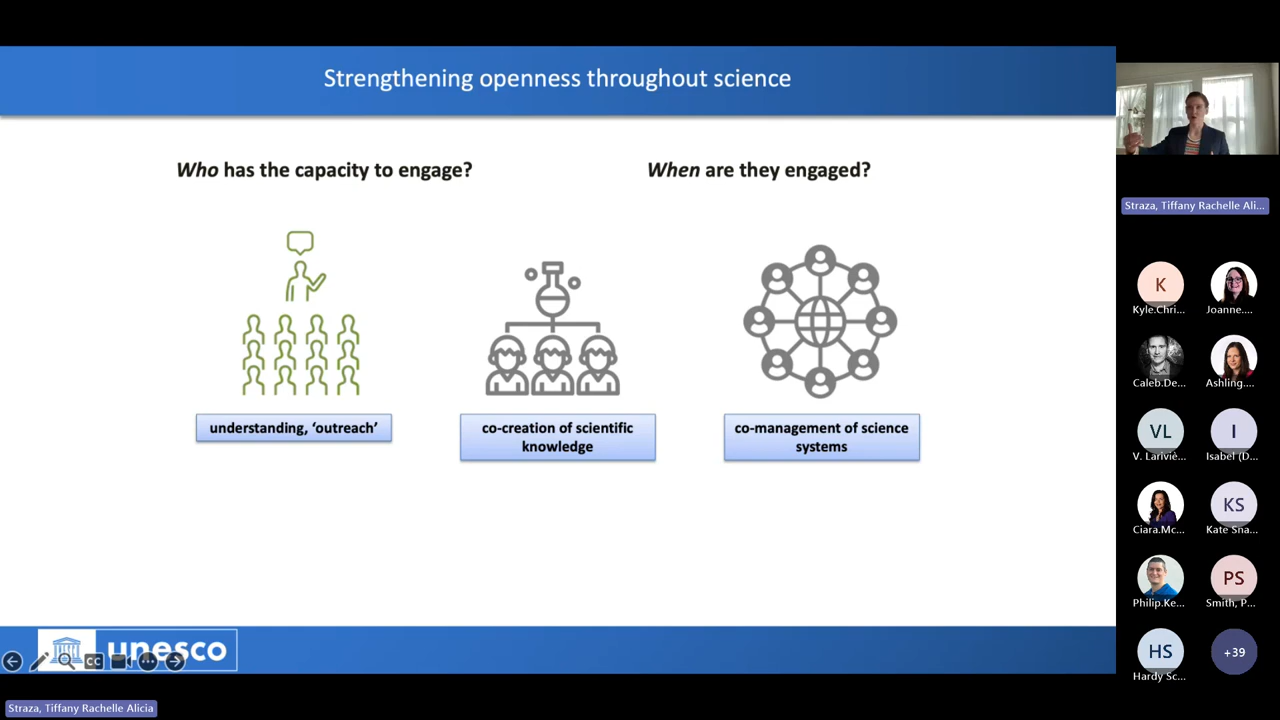 Strengthening openness throughout science
Who has the capacity to engage?
When are they engaged?
understanding, ‘outreach’
co-creation of scientific
knowledge
co-management of science
systems
unesco
CC
Straza, Tiffany Rachelle Alicia
Straza, Tiffany Rachelle Ali...
K
Kyle.Chri...
Joanne....
Caleb.De...
Ashling....
VL
V. Lariviè...
I
Isabel (D...
Ciara.Mc...
KS
Kate Sna...
Philip.Ke...
PS
Smith, P...
HS
Hardy Sc...
+39